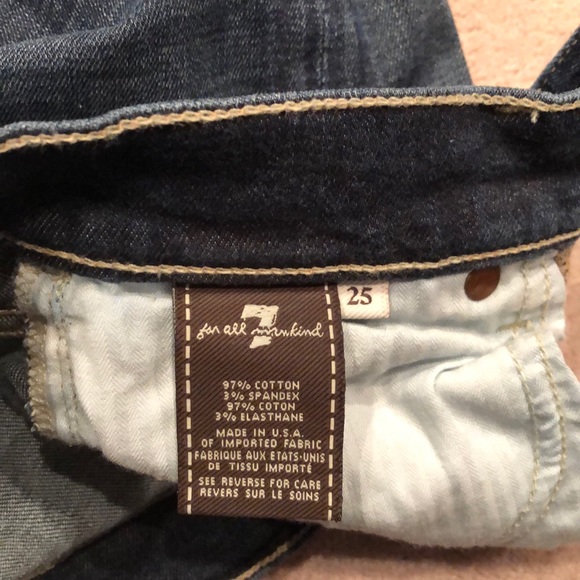 7
for all mankind
25
97% COTTON
3% SPANDEX
97% COTON
3% ELASTHANE
MADE IN U.S.A.
OF IMPORTED FABRIC
FABRIQUE AUX ETATS-UNIS
DE TISSU IMPORTÉ
SEE REVERSE FOR CARE
REVERS SUR LE SOINS